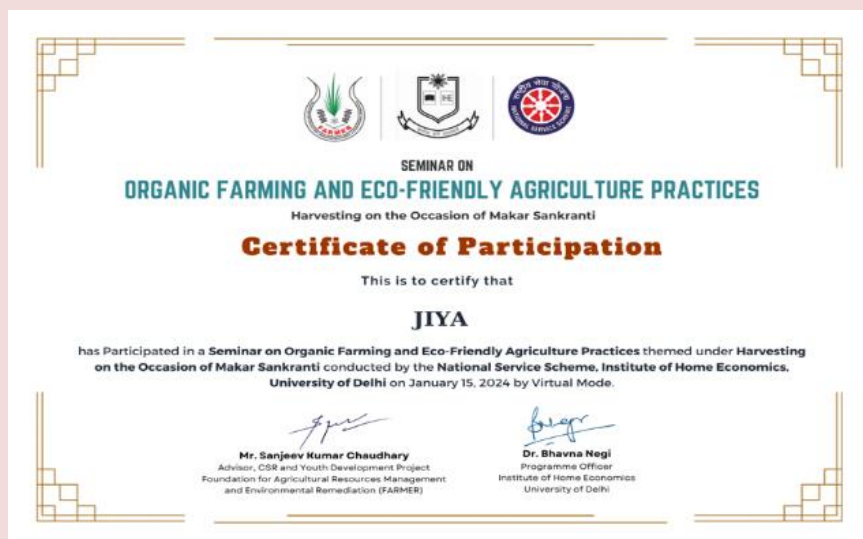 FARMER
राष्ट्रीय सेवा योजना
NATIONAL SERVICE SCHEME
SEMINAR ON
ORGANIC FARMING AND ECO-FRIENDLY AGRICULTURE PRACTICES
Harvesting on the Occasion of Makar Sankranti
Certificate of Participation
This is to certify that
JIYA
has Participated in a Seminar on Organic Farming and Eco-Friendly Agriculture Practices themed under Harvesting
on the Occasion of Makar Sankranti conducted by the National Service Scheme, Institute of Home Economics,
University of Delhi on January 15, 2024 by Virtual Mode.
Mr. Sanjeev Kumar Chaudhary
Advisor, CSR and Youth Development Project
Foundation for Agricultural Resources Management
and Environmental Remediation (FARMER)
Dr. Bhavna Negi
Programme Officer
Institute of Home Economics
University of Delhi